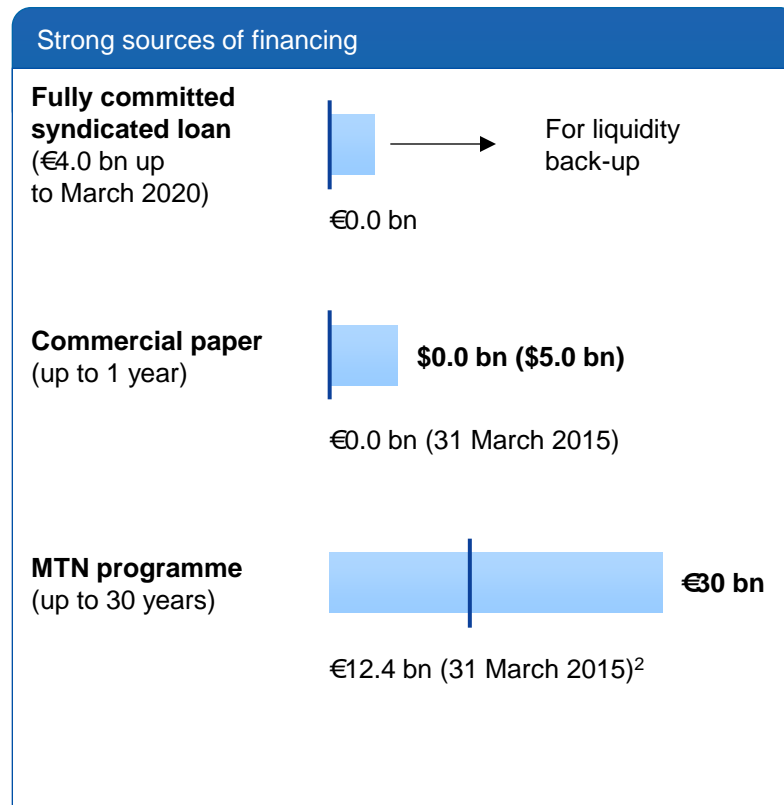 Strong sources of financing
Fully committed
syndicated loan
(€4.0 bn up
to March 2020)
For liquidity
back-up
€0.0 bn
Commercial paper
(up to 1 year)
$0.0 bn ($5.0 bn)
€0.0 bn (31 March 2015)
MTN programme
(up to 30 years)
€30 bn
€12.4 bn (31 March 2015)²